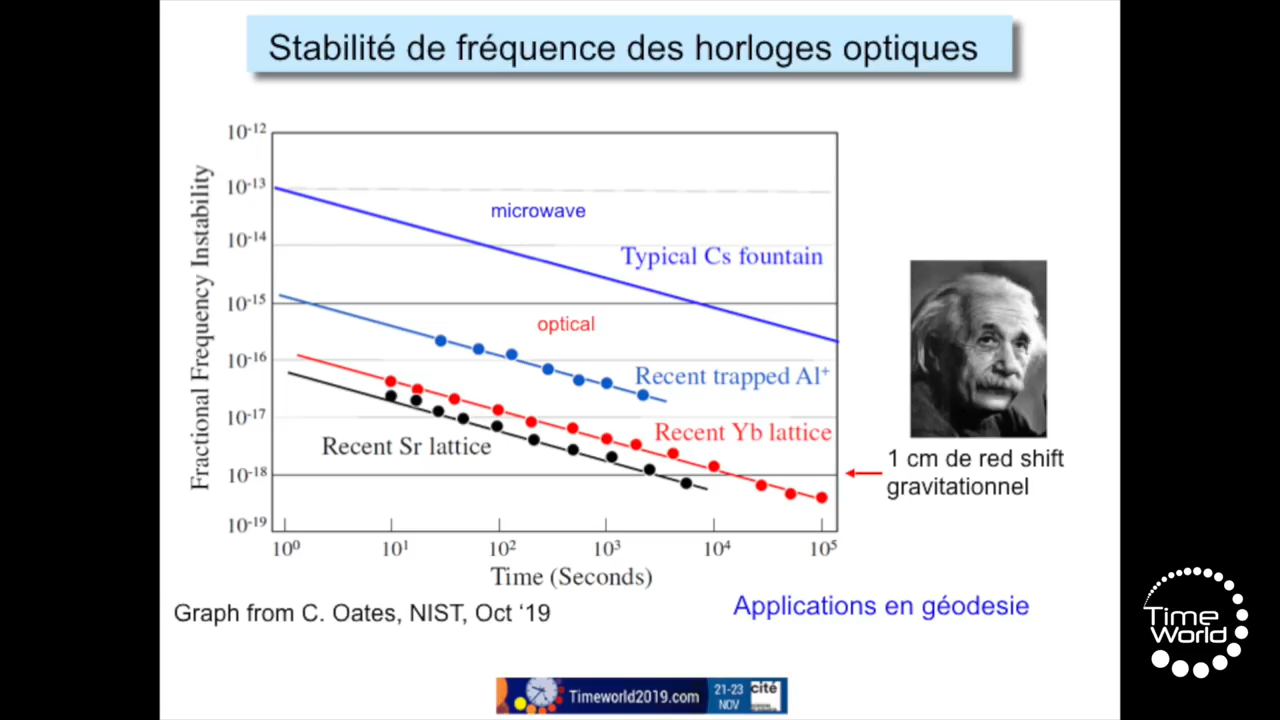 Stabilité de fréquence des horloges optiques
Fractional Frequency Instability
10⁻¹²
10⁻¹³
10⁻¹⁴
10⁻¹⁵
10⁻¹⁶
10⁻¹⁷
10⁻¹⁸
10⁻¹⁹
microwave
Typical Cs fountain
optical
Recent trapped Al⁺
Recent Yb lattice
Recent Sr lattice
1 cm de red shift
gravitationnel
10⁰ 10¹ 10² 10³ 10⁴ 10⁵
Time (Seconds)
Graph from C. Oates, NIST, Oct ‘19
Applications en géodesie
Timeworld2019.com
21-23
NOV
cité
Time
World